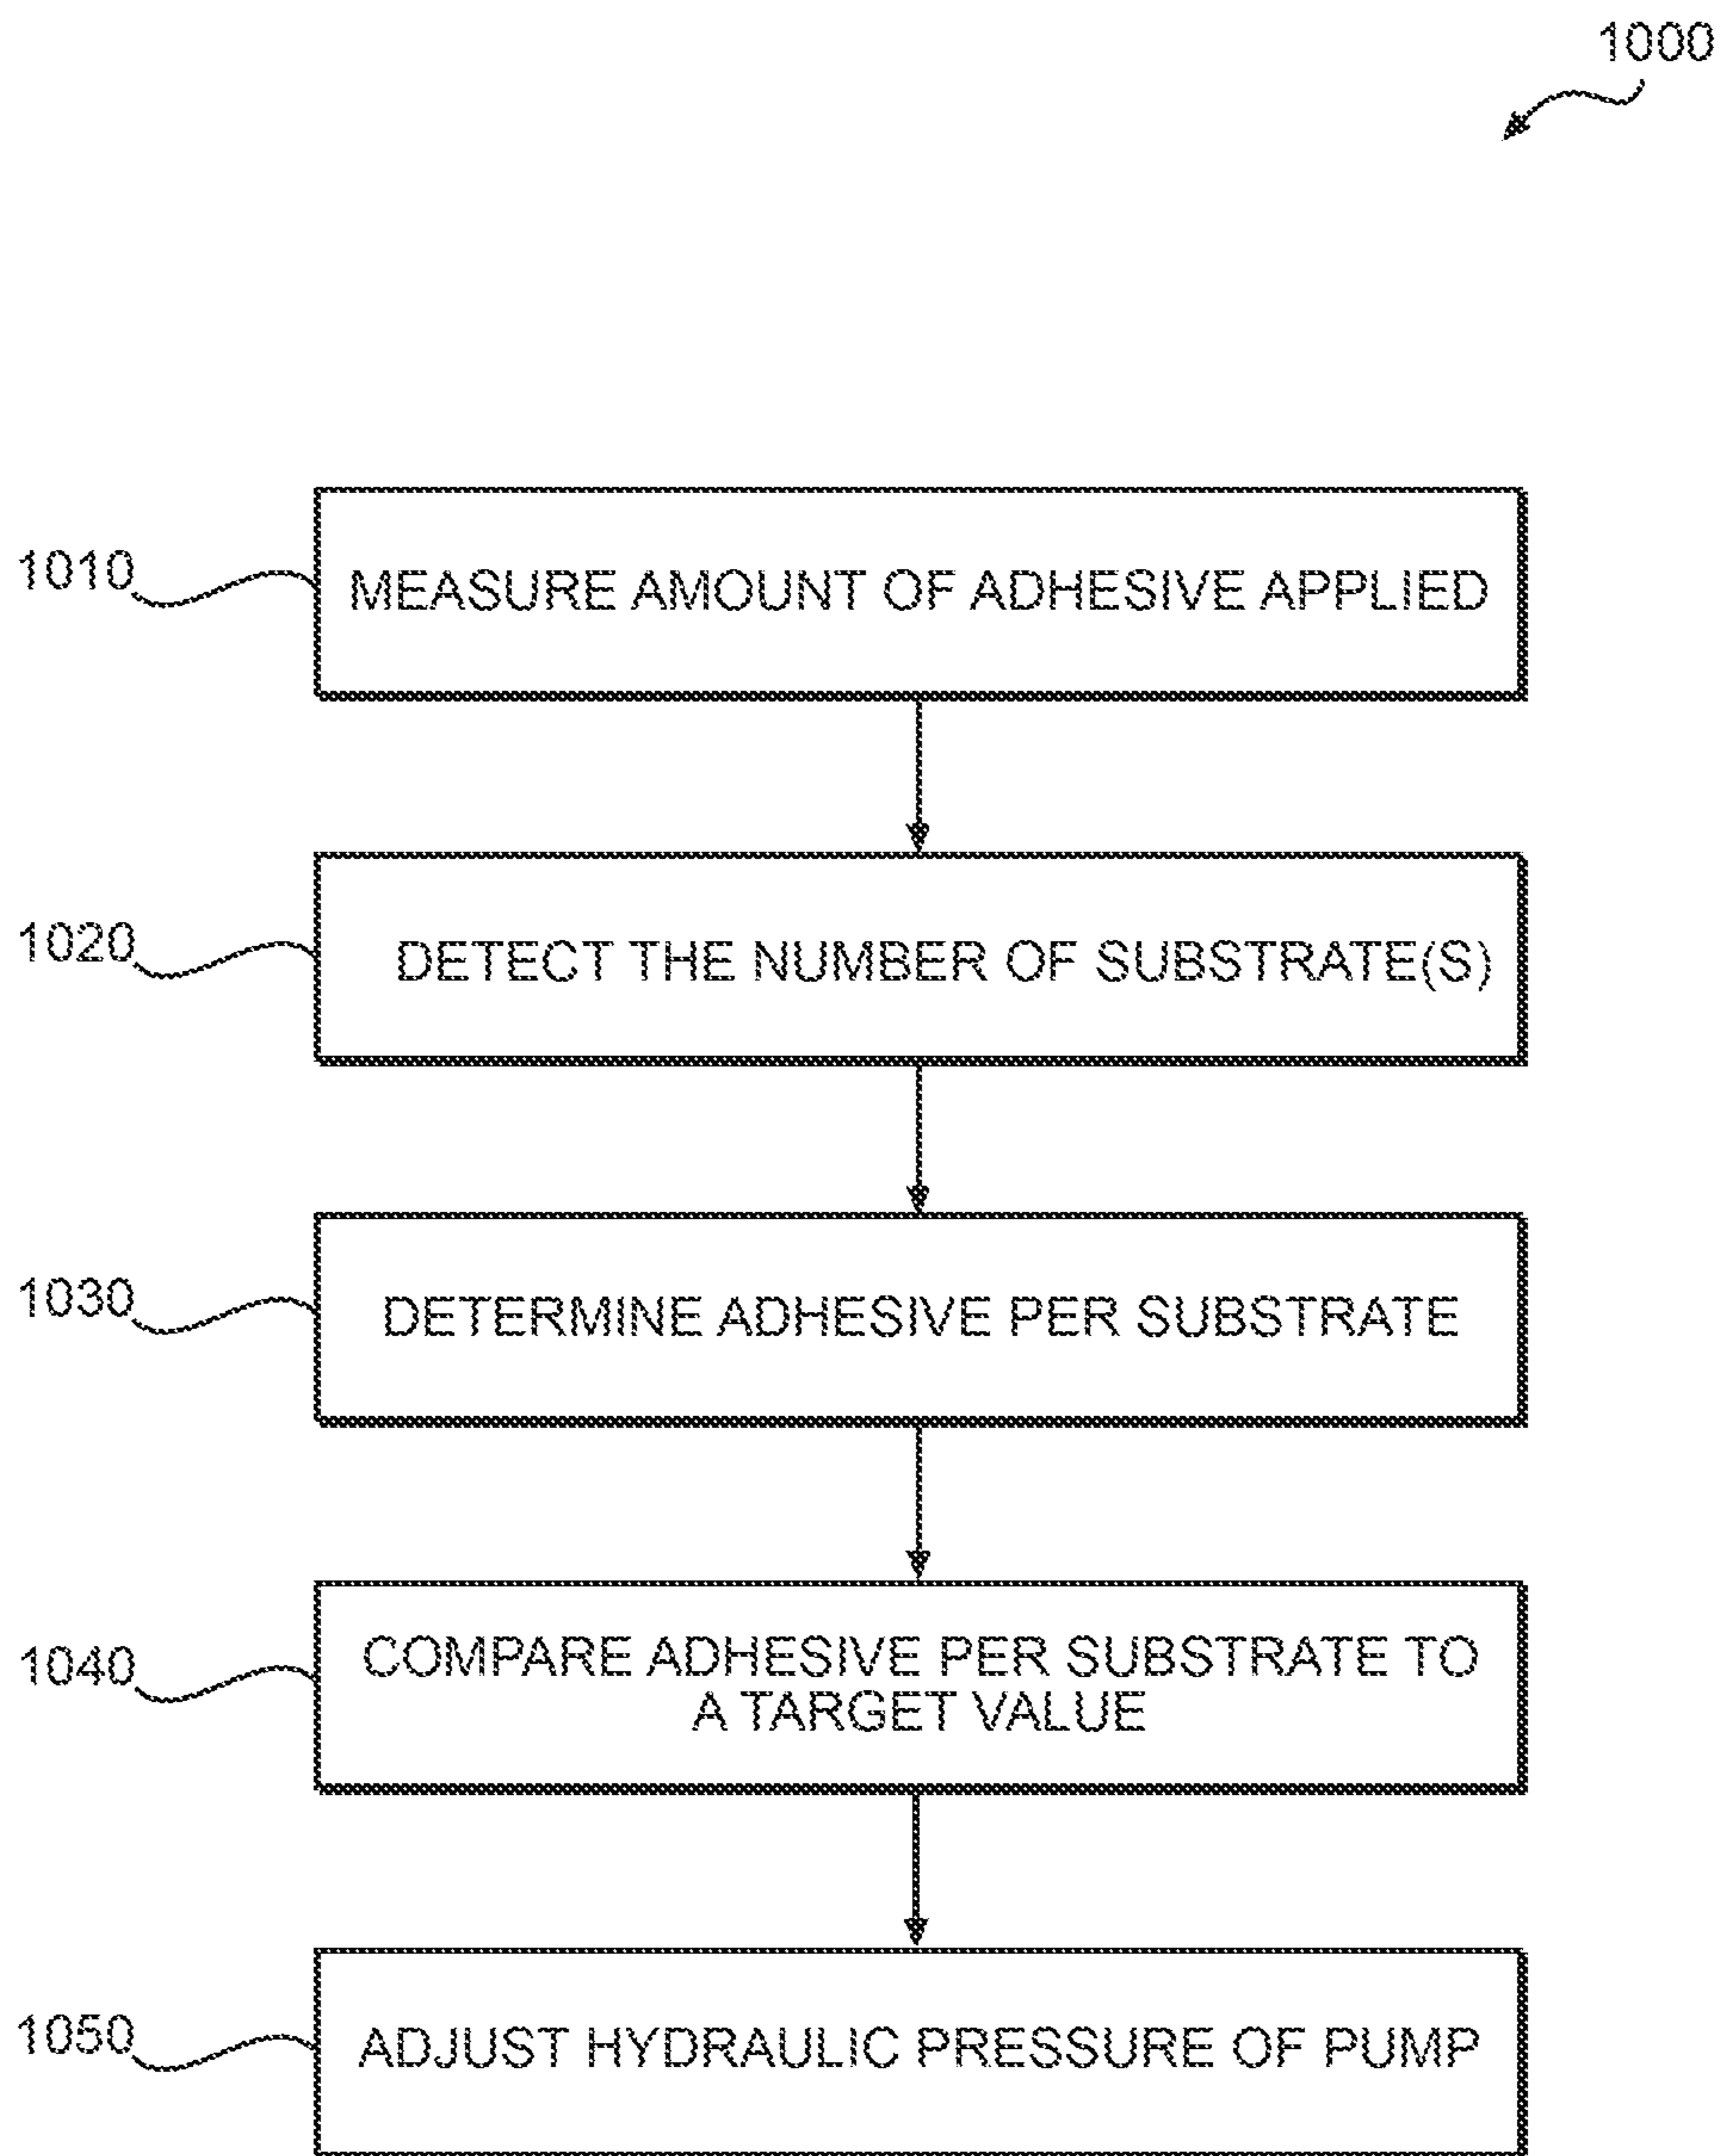 1000
1010
MEASURE AMOUNT OF ADHESIVE APPLIED
1020
DETECT THE NUMBER OF SUBSTRATE(S)
1030
DETERMINE ADHESIVE PER SUBSTRATE
1040
COMPARE ADHESIVE PER SUBSTRATE TO
A TARGET VALUE
1050
ADJUST HYDRAULIC PRESSURE OF PUMP